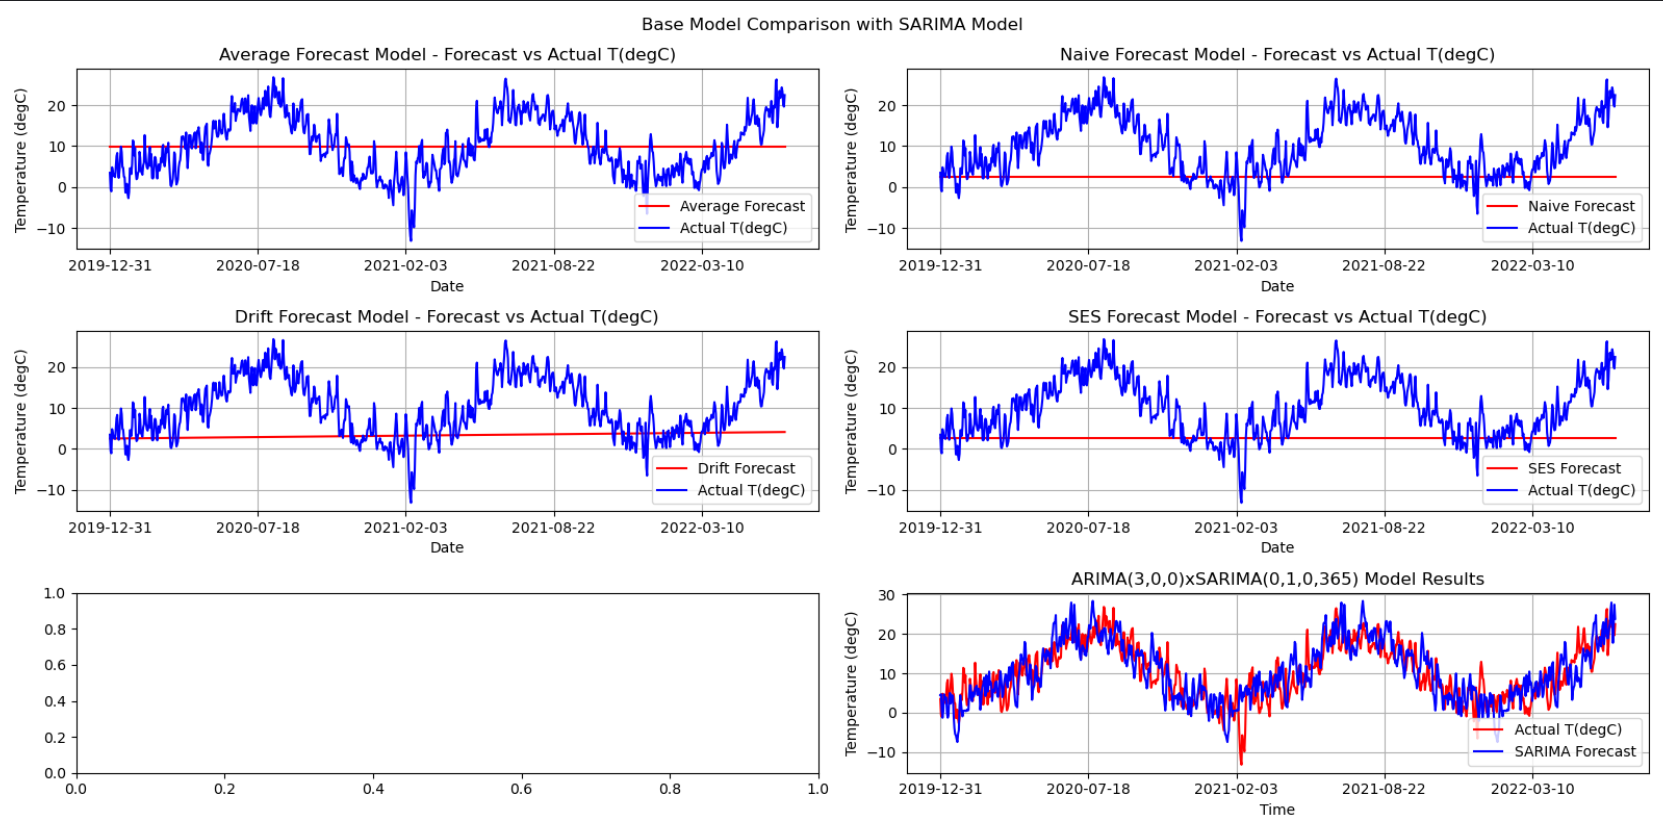 Base Model Comparison with SARIMA Model
Average Forecast Model - Forecast vs Actual T(degC)
Temperature (degC)
20
10
0
−10
Average Forecast
Actual T(degC)
2019-12-31 2020-07-18 2021-02-03 2021-08-22 2022-03-10
Date
Naive Forecast Model - Forecast vs Actual T(degC)
Temperature (degC)
20
10
0
−10
Naive Forecast
Actual T(degC)
2019-12-31 2020-07-18 2021-02-03 2021-08-22 2022-03-10
Date
Drift Forecast Model - Forecast vs Actual T(degC)
Temperature (degC)
20
10
0
−10
Drift Forecast
Actual T(degC)
2019-12-31 2020-07-18 2021-02-03 2021-08-22 2022-03-10
Date
SES Forecast Model - Forecast vs Actual T(degC)
Temperature (degC)
20
10
0
−10
SES Forecast
Actual T(degC)
2019-12-31 2020-07-18 2021-02-03 2021-08-22 2022-03-10
Date
1.0
0.8
0.6
0.4
0.2
0.0
0.0 0.2 0.4 0.6 0.8 1.0
ARIMA(3,0,0)xSARIMA(0,1,0,365) Model Results
Temperature (degC)
30
20
10
0
−10
Actual T(degC)
SARIMA Forecast
2019-12-31 2020-07-18 2021-02-03 2021-08-22 2022-03-10
Time